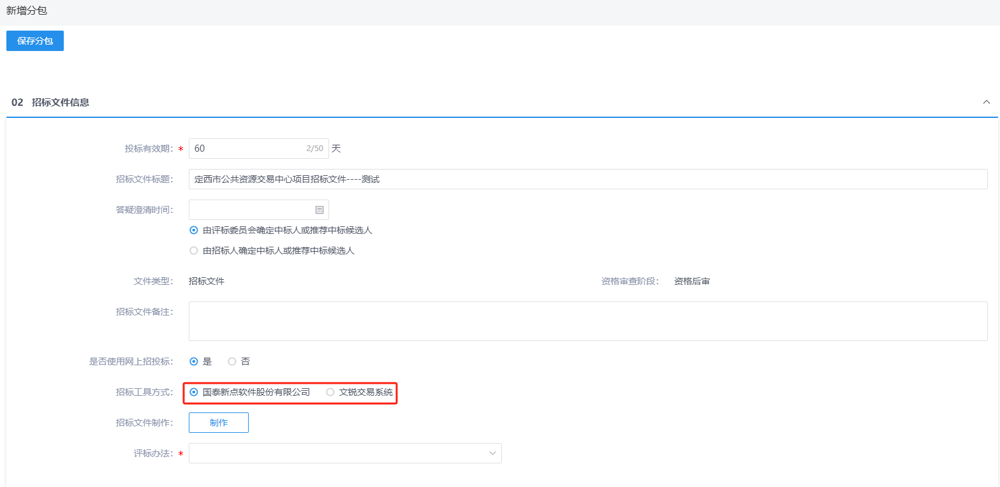 新增分包
保存分包
02 招标文件信息
投标有效期： * 60 2/50 天
招标文件标题： 定西市公共资源交易中心项目招标文件----测试
答疑澄清时间：
由评标委员会确定中标人或推荐中标候选人
由招标人确定中标人或推荐中标候选人
文件类型： 招标文件 资格审查阶段： 资格后审
招标文件备注：
是否使用网上招投标： 是 否
招标工具方式： 国泰新点软件股份有限公司 文锐交易系统
招标文件制作： 制作
评标办法： *